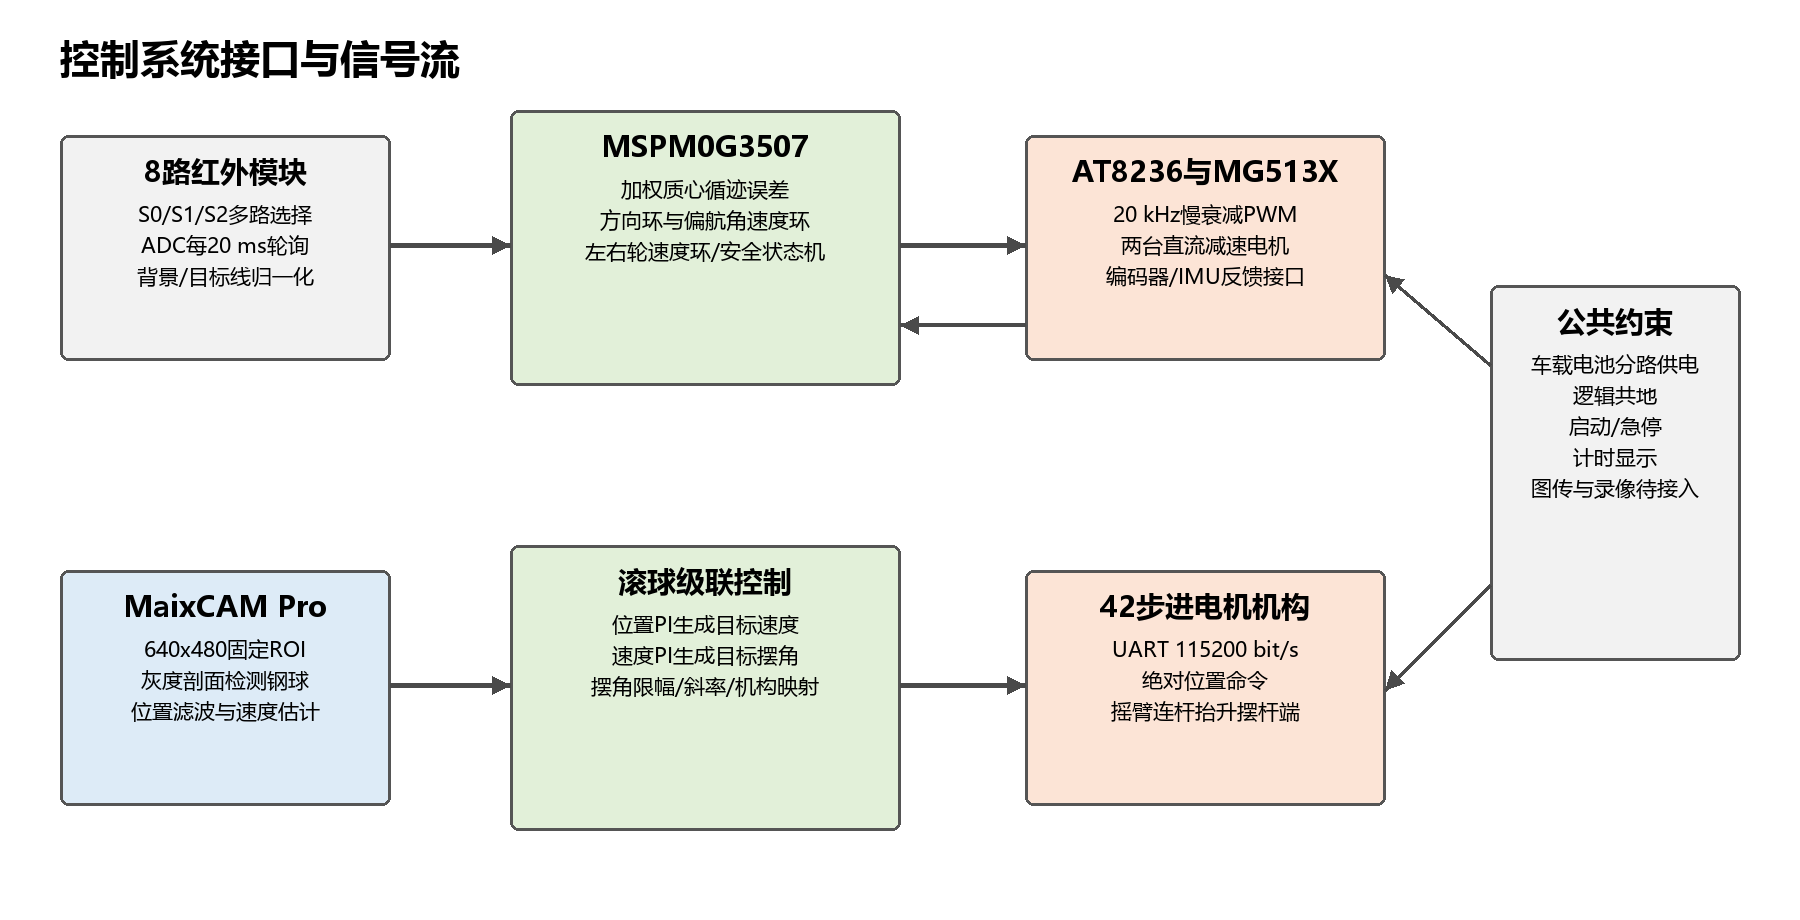 控制系统接口与信号流
8路红外模块
S0/S1/S2多路选择
ADC每20 ms轮询
背景/目标线归一化
MSPM0G3507
加权质心循迹误差
方向环与偏航角速度环
左右轮速度环/安全状态机
AT8236与MG513X
20 kHz慢衰减PWM
两台直流减速电机
编码器/IMU反馈接口
公共约束
车载电池分路供电
逻辑共地
启动/急停
计时显示
图传与录像待接入
MaixCAM Pro
640x480固定ROI
灰度剖面检测钢球
位置滤波与速度估计
滚球级联控制
位置PI生成目标速度
速度PI生成目标摆角
摆角限幅/斜率/机构映射
42步进电机机构
UART 115200 bit/s
绝对位置命令
摇臂连杆抬升摆杆端